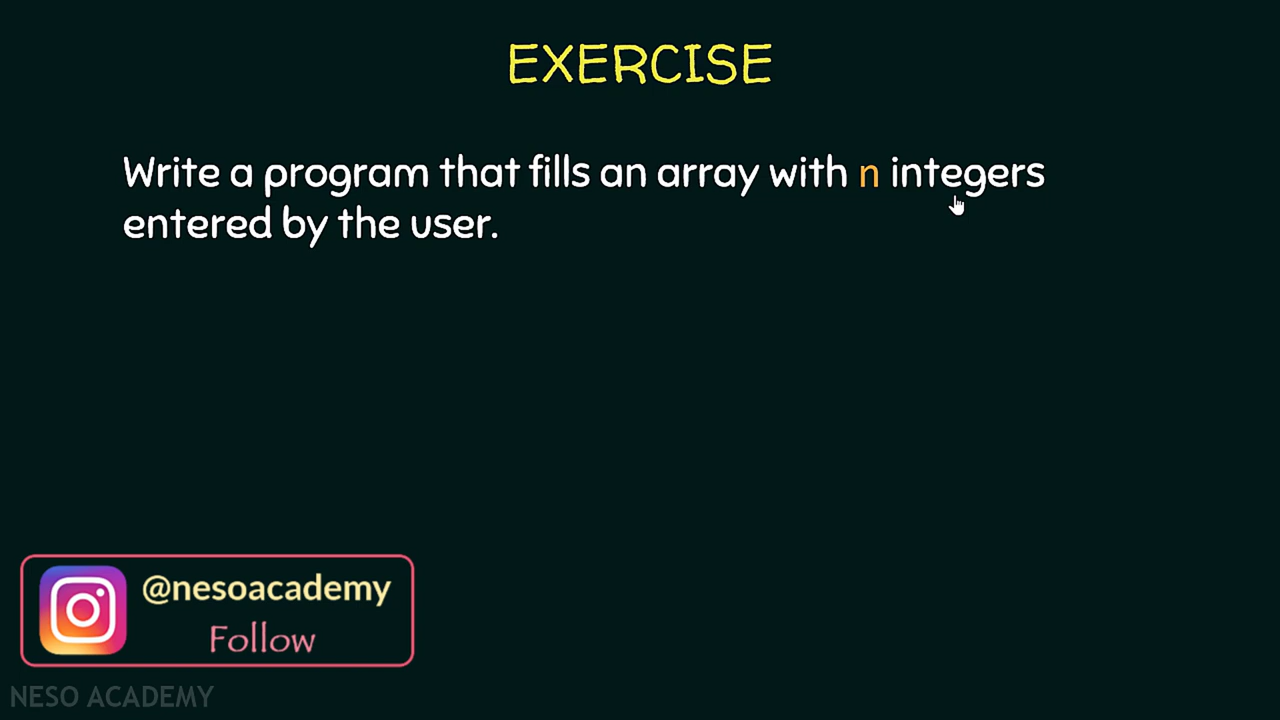 EXERCISE
Write a program that fills an array with n integers
entered by the user.
@nesoacademy
Follow
NESO ACADEMY